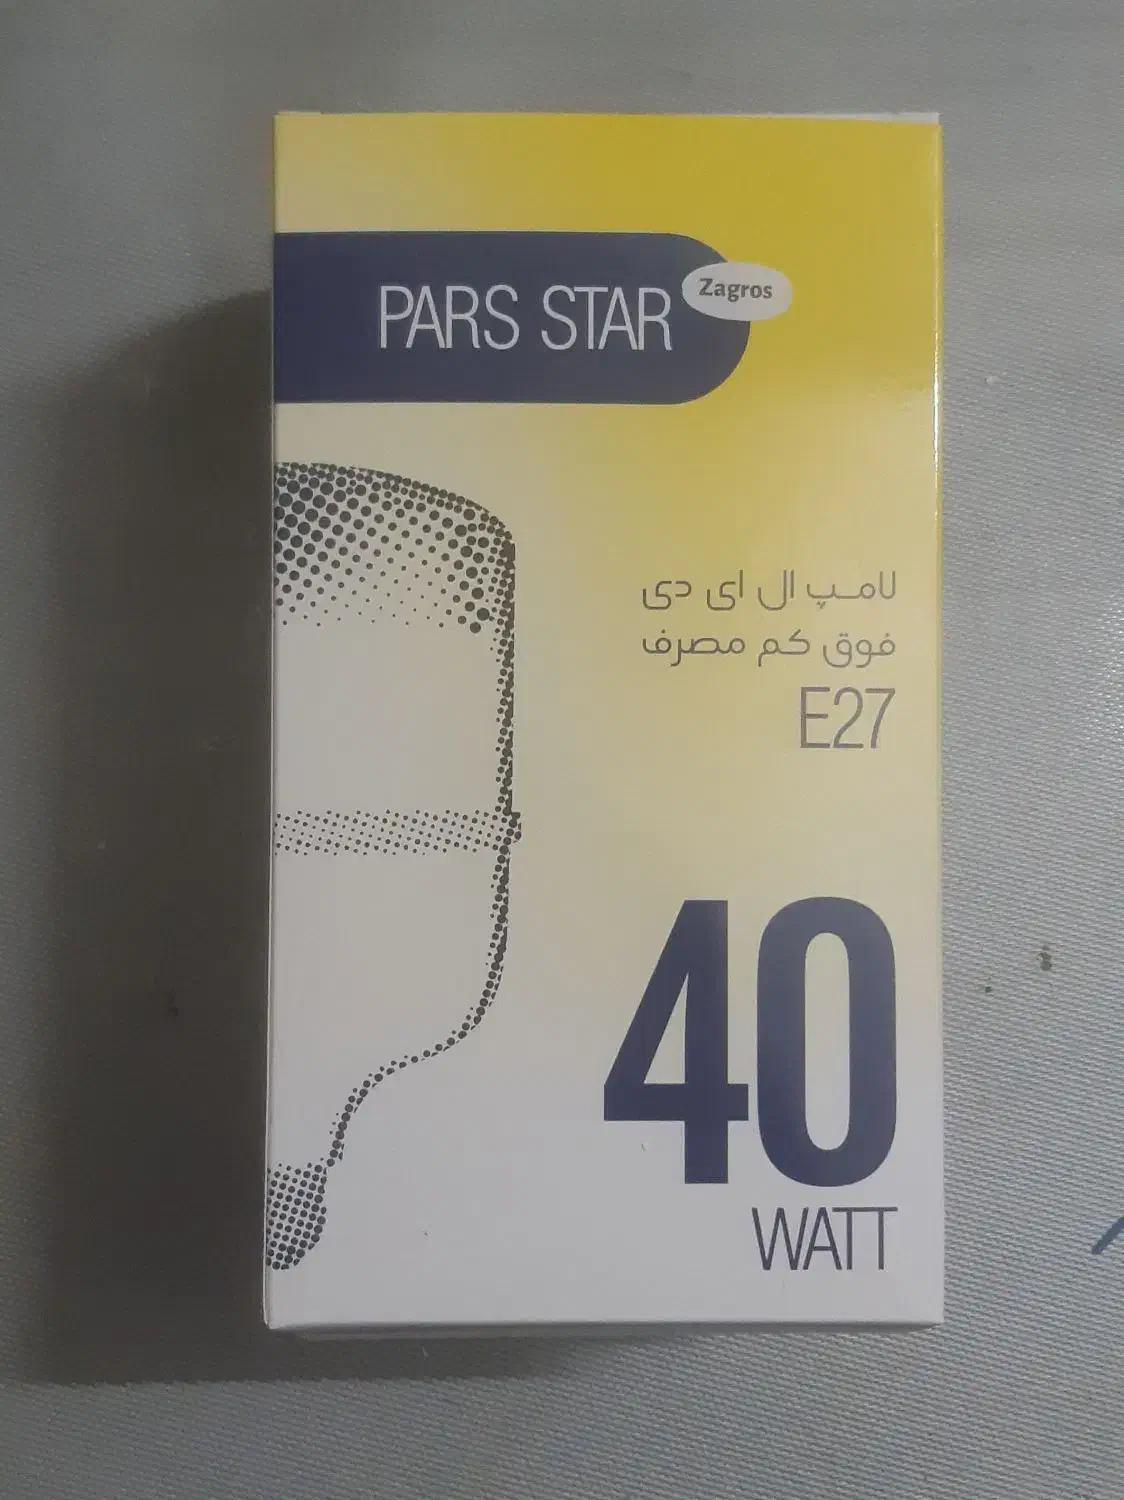 PARS STAR
Zagros
لامپ ال ای دی
فوق کم مصرف
E27
40
WATT